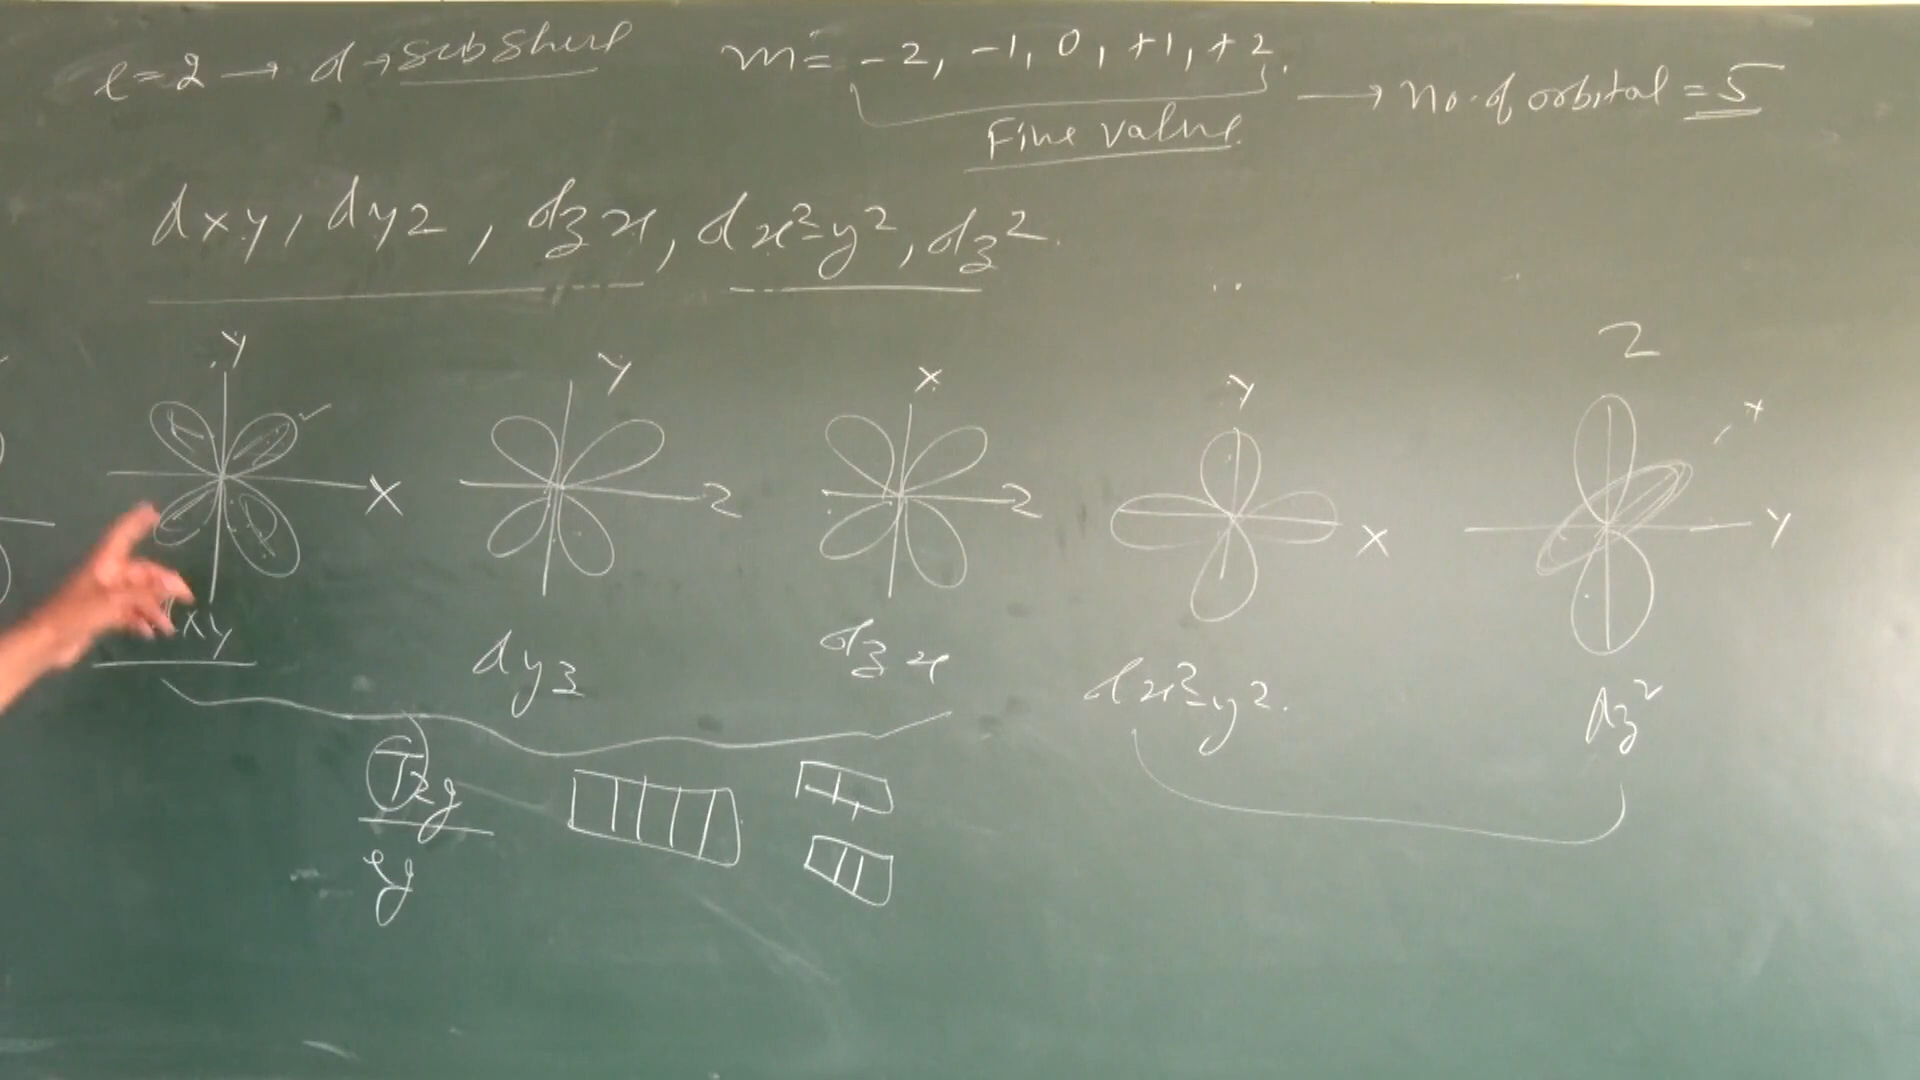 l=2 → d → subshell m = -2, -1, 0, +1, +2. → no. of orbital = 5
Five value.
dxy, dyz, dzx, dx²-y², dz².
Y Y X Y Z X
X Z Z X Y
xy dyz dzx dx²-y². dz²
T2g
eg